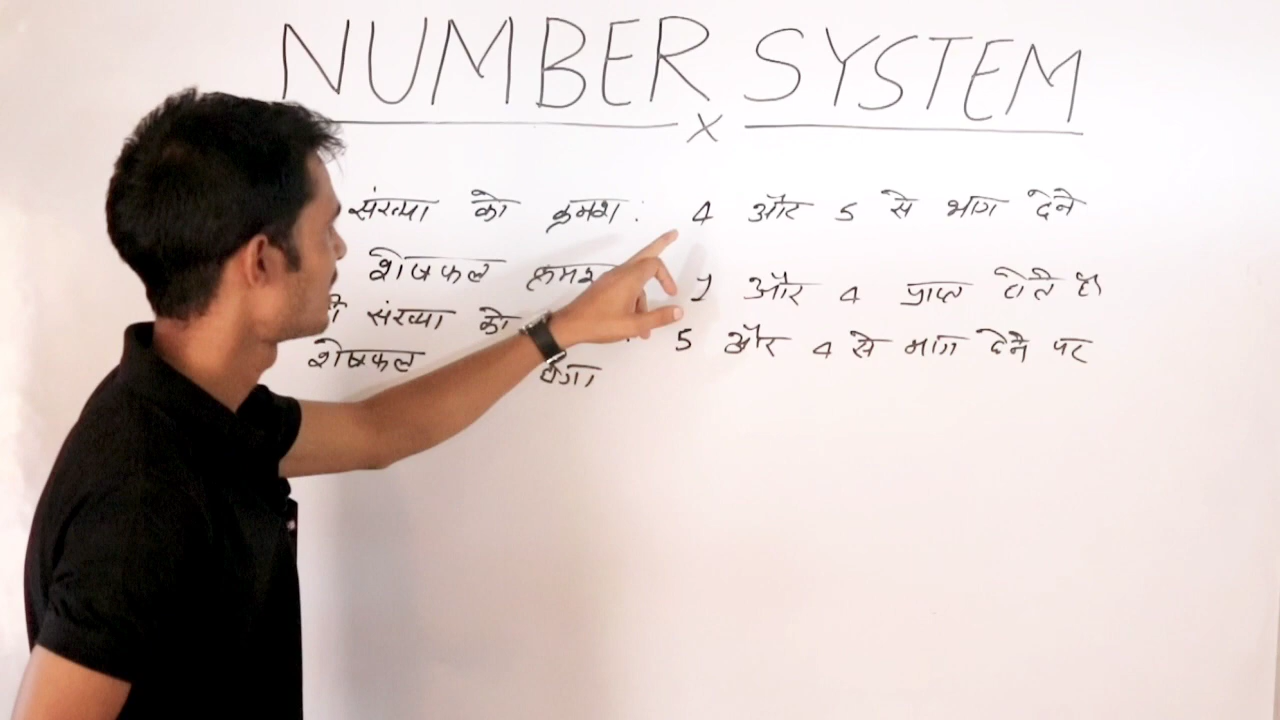 NUMBER SYSTEM
x
संख्या को क्रमश: 4 और 5 से भाग देने
शेषफल क्रमश 1 और 4 प्राप्त होते हो
संख्या को 5 और 4 से भाग देने पर
शेषफल